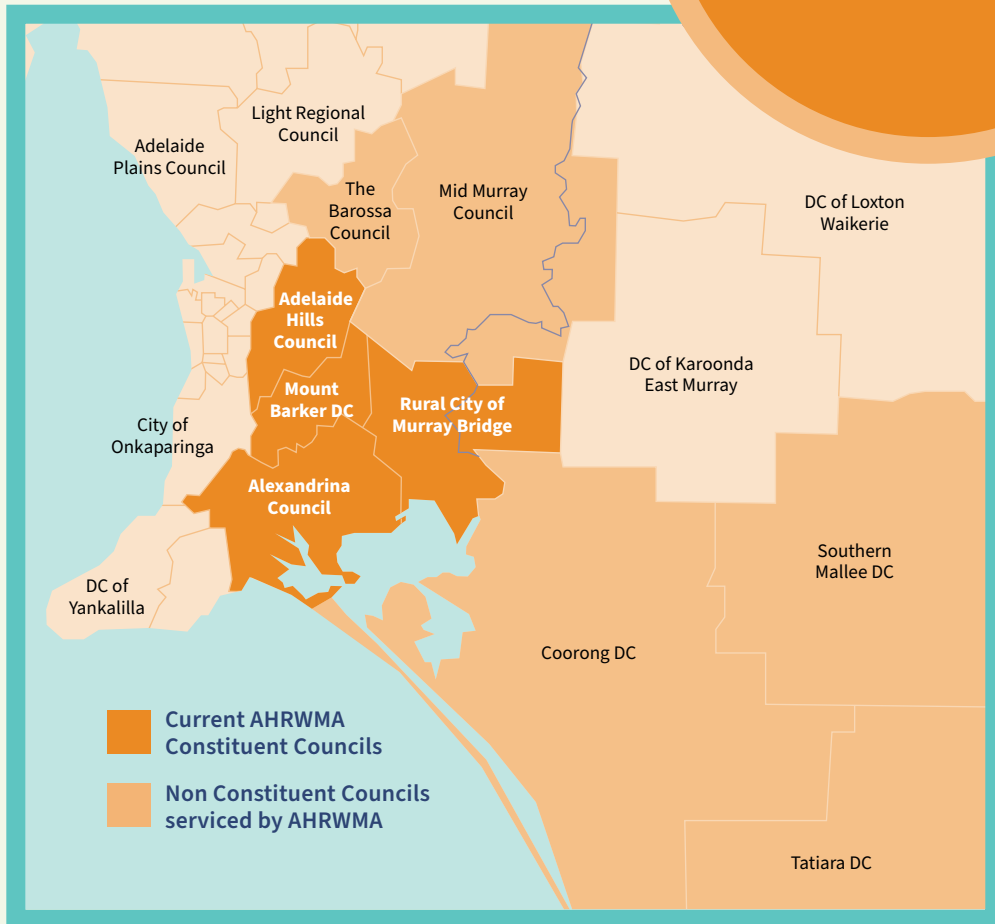 Light Regional
Council
Adelaide
Plains Council
The
Barossa
Council
Mid Murray
Council
DC of Loxton
Waikerie
Adelaide
Hills
Council
Mount
Barker DC
Rural City of
Murray Bridge
DC of Karoonda
East Murray
City of
Onkaparinga
Alexandrina
Council
DC of
Yankalilla
Southern
Mallee DC
Coorong DC
Tatiara DC
Current AHRWMA
Constituent Councils
Non Constituent Councils
serviced by AHRWMA